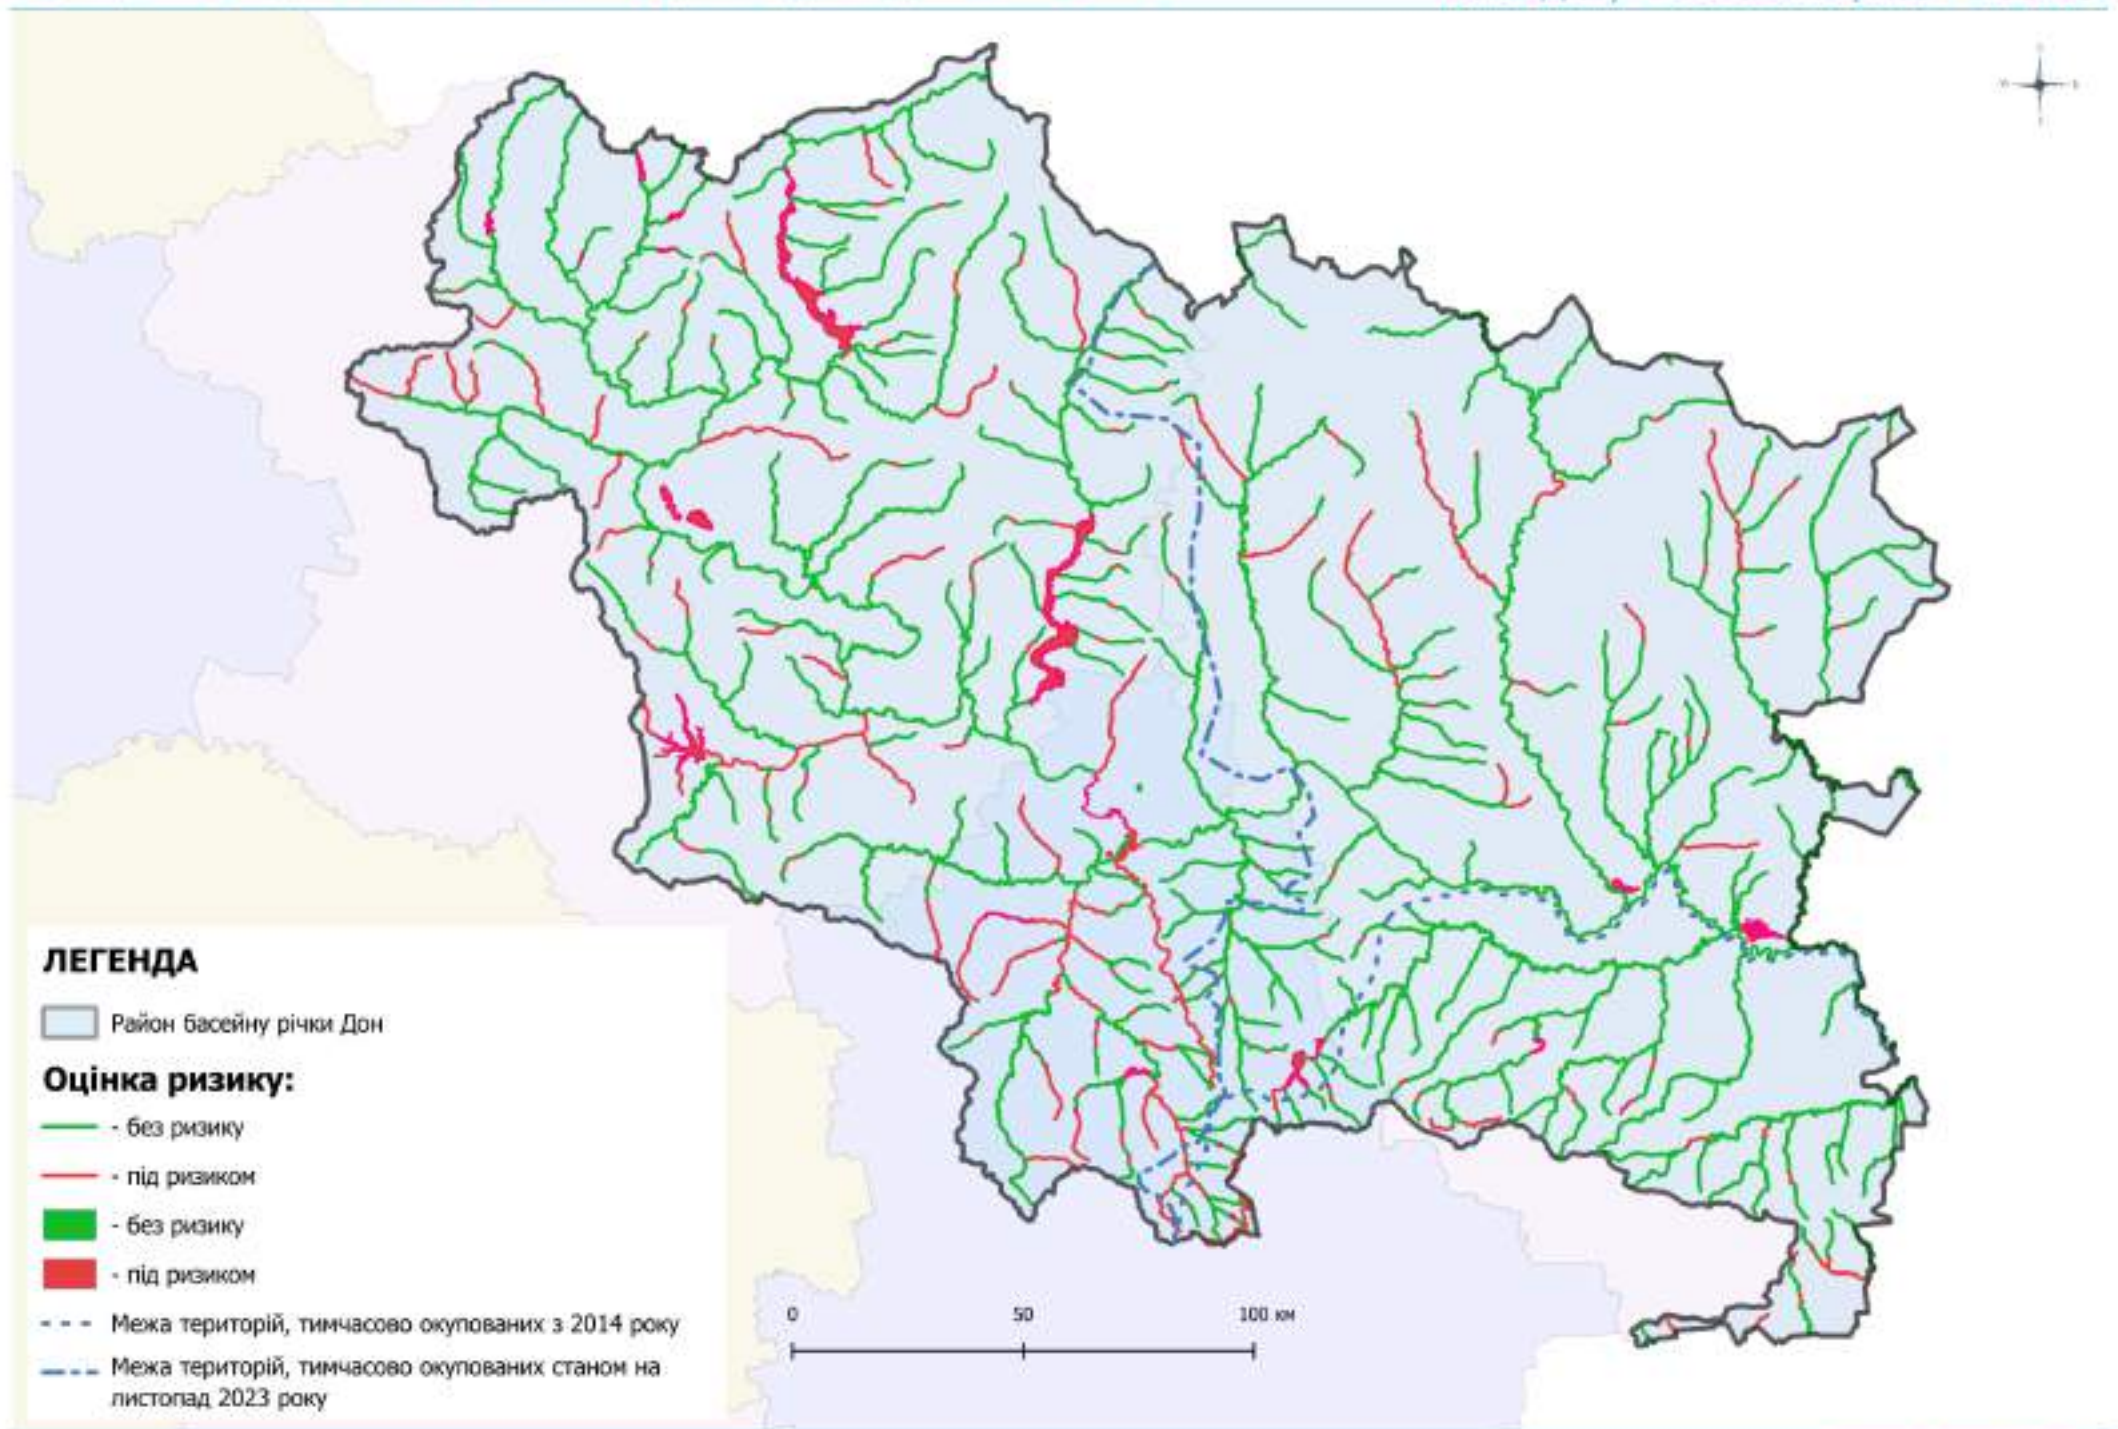 ЛЕГЕНДА
Район басейну річки Дон
Оцінка ризику:
- без ризику
- під ризиком
- без ризику
- під ризиком
Межа територій, тимчасово окупованих з 2014 року
Межа територій, тимчасово окупованих станом на
листопад 2023 року
0 50 100 км